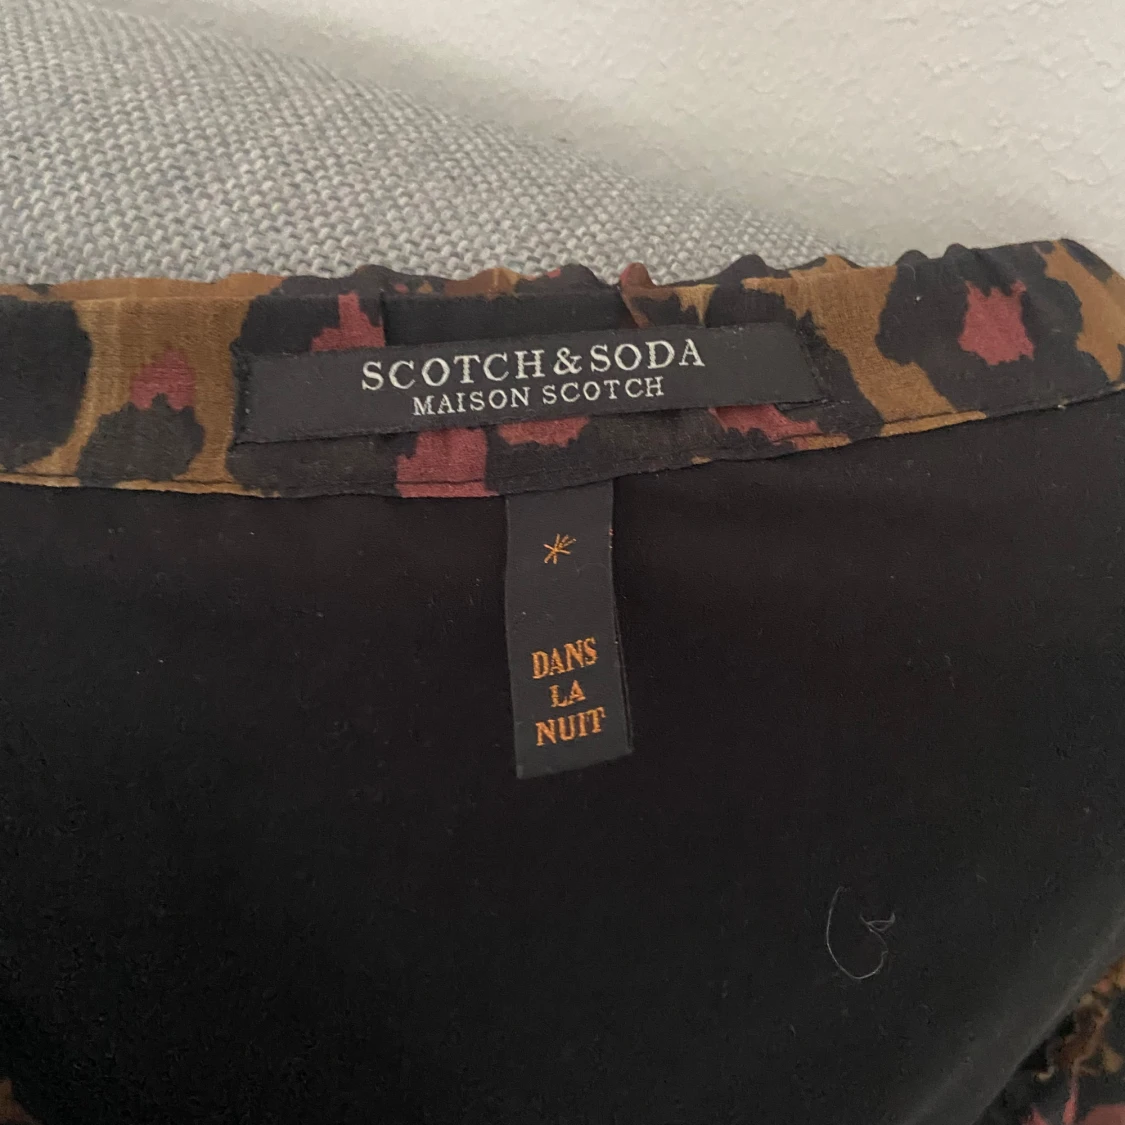 SCOTCH & SODA
MAISON SCOTCH
DANS
LA
NUIT